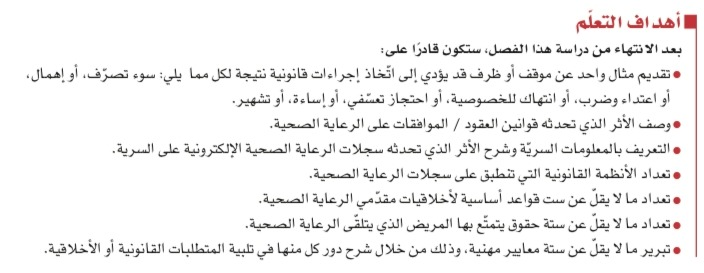 أهداف التعلّم
بعد الانتهاء من دراسة هذا الفصل، ستكون قادرًا على:
• تقديم مثال واحد عن موقف أو ظرف قد يؤدي إلى اتّخاذ إجراءات قانونية نتيجة لكل مما يلي: سوء تصرّف، أو إهمال،
أو اعتداء وضرب، أو انتهاك للخصوصية، أو احتجاز تعسّفي، أو إساءة، أو تشهير.
• وصف الأثر الذي تحدثه قوانين العقود / الموافقات على الرعاية الصحية.
• التعريف بالمعلومات السريّة وشرح الأثر الذي تحدثه سجلات الرعاية الصحية الإلكترونية على السرية.
• تعداد الأنظمة القانونية التي تنطبق على سجلات الرعاية الصحية.
• تعداد ما لا يقلّ عن ست قواعد أساسية لأخلاقيات مقدّمي الرعاية الصحية.
• تعداد ما لا يقلّ عن ستة حقوق يتمتّع بها المريض الذي يتلقّى الرعاية الصحية.
• تبرير ما لا يقلّ عن ستة معايير مهنية، وذلك من خلال شرح دور كل منها في تلبية المتطلبات القانونية أو الأخلاقية.